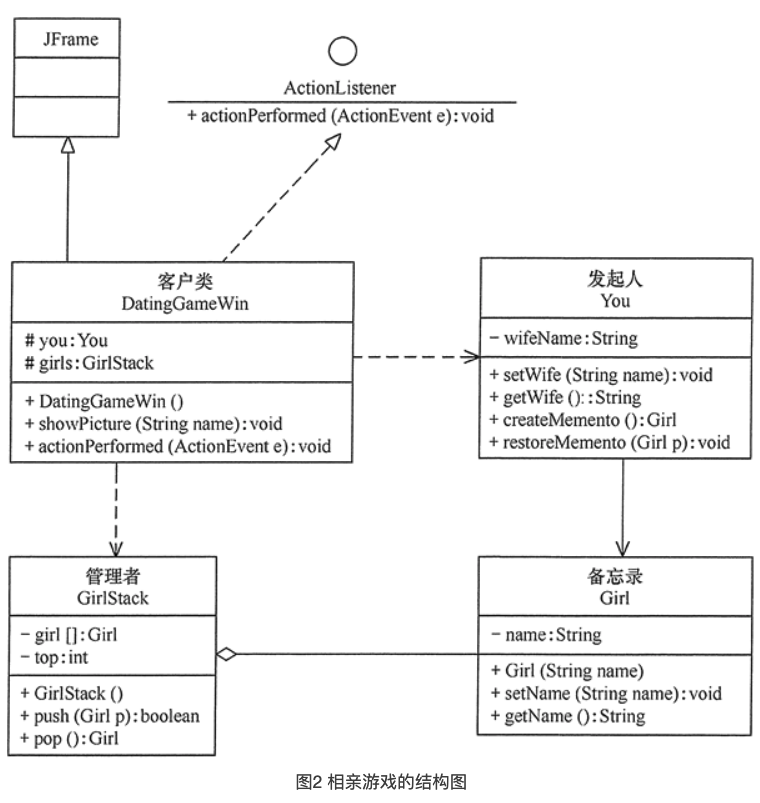 JFrame
ActionListener
+ actionPerformed (ActionEvent e): void
客户类
DatingGameWin
# you: You
# girls: GirlStack
+ DatingGameWin ()
+ showPicture (String name): void
+ actionPerformed (ActionEvent e): void
发起人
You
- wifeName: String
+ setWife (String name): void
+ getWife (): : String
+ createMemento (): Girl
+ restoreMemento (Girl p): void
管理者
GirlStack
- girl []: Girl
- top: int
+ GirlStack ()
+ push (Girl p): boolean
+ pop (): Girl
备忘录
Girl
- name: String
+ Girl (String name)
+ setName (String name): void
+ getName (): String
图2 相亲游戏的结构图